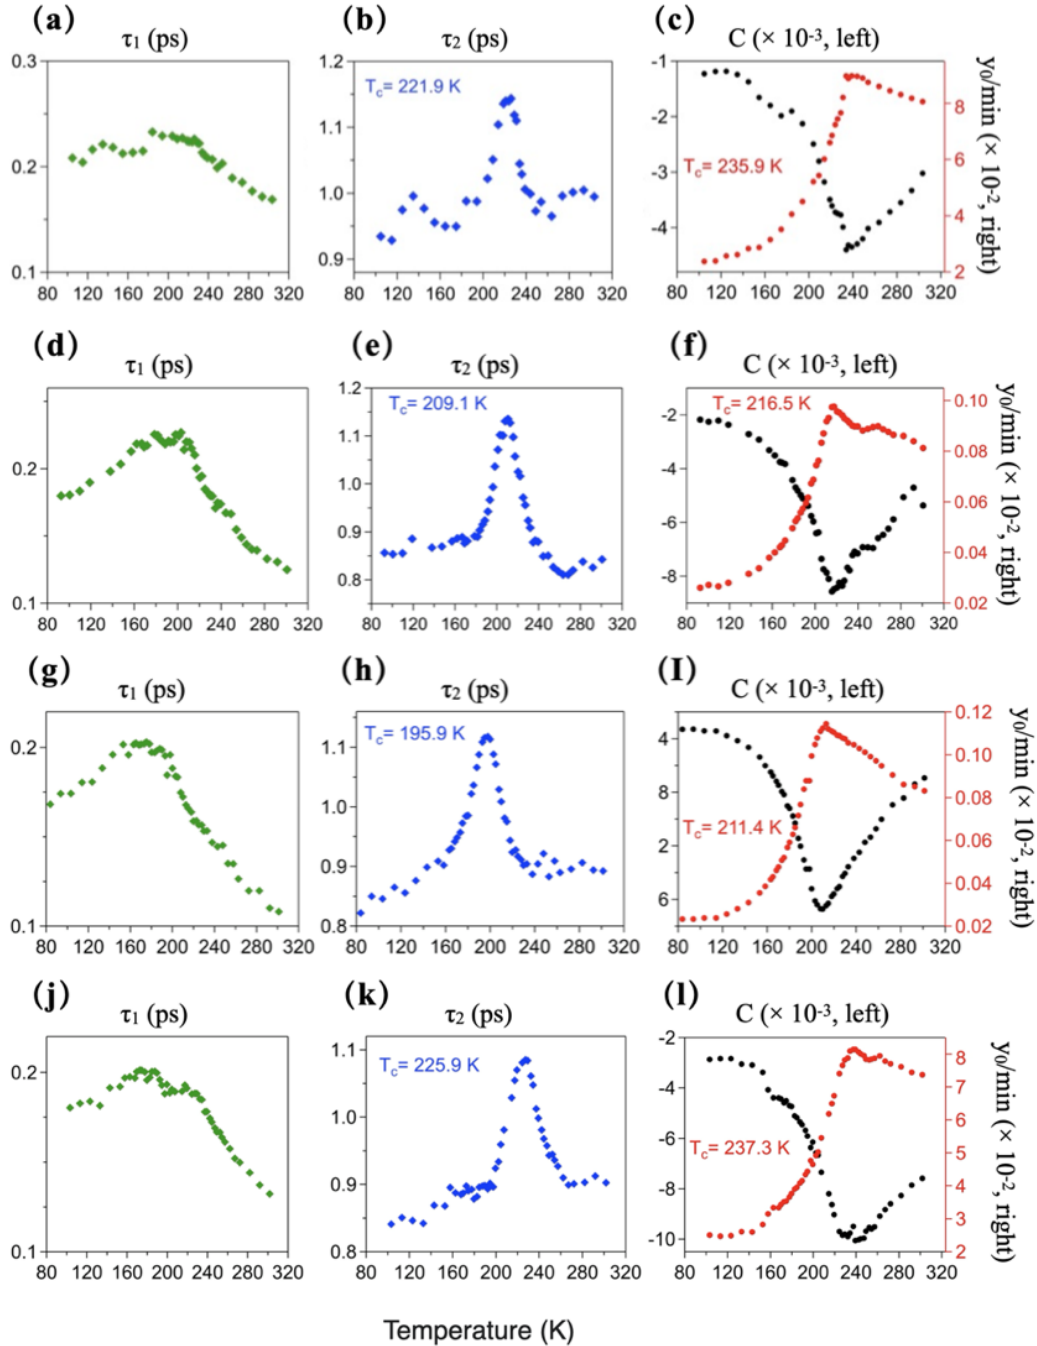 (a)
τ₁ (ps)
0.3
0.2
0.1
80 120 160 200 240 280 320
(b)
τ₂ (ps)
1.2
1.1
1.0
0.9
T꜀= 221.9 K
80 120 160 200 240 280 320
(c)
C (× 10⁻³, left)
-1
-2
-3
-4
T꜀= 235.9 K
8
6
4
2
80 120 160 200 240 280 320
y₀/min (× 10⁻², right)
(d)
τ₁ (ps)
0.2
0.1
80 120 160 200 240 280 320
(e)
τ₂ (ps)
1.2
1.1
1.0
0.9
0.8
T꜀= 209.1 K
80 120 160 200 240 280 320
(f)
C (× 10⁻³, left)
-2
-4
-6
-8
T꜀= 216.5 K
0.10
0.08
0.06
0.04
0.02
80 120 160 200 240 280 320
y₀/min (× 10⁻², right)
(g)
τ₁ (ps)
0.2
0.1
80 120 160 200 240 280 320
(h)
τ₂ (ps)
1.1
1.0
0.9
0.8
T꜀= 195.9 K
80 120 160 200 240 280 320
(I)
C (× 10⁻³, left)
4
8
2
6
T꜀= 211.4 K
0.12
0.10
0.08
0.06
0.04
0.02
80 120 160 200 240 280 320
y₀/min (× 10⁻², right)
(j)
τ₁ (ps)
0.2
0.1
80 120 160 200 240 280 320
(k)
τ₂ (ps)
1.1
1.0
0.9
0.8
T꜀= 225.9 K
80 120 160 200 240 280 320
(l)
C (× 10⁻³, left)
-2
-4
-6
-8
-10
T꜀= 237.3 K
8
7
6
5
4
3
2
80 120 160 200 240 280 320
y₀/min (× 10⁻², right)
Temperature (K)